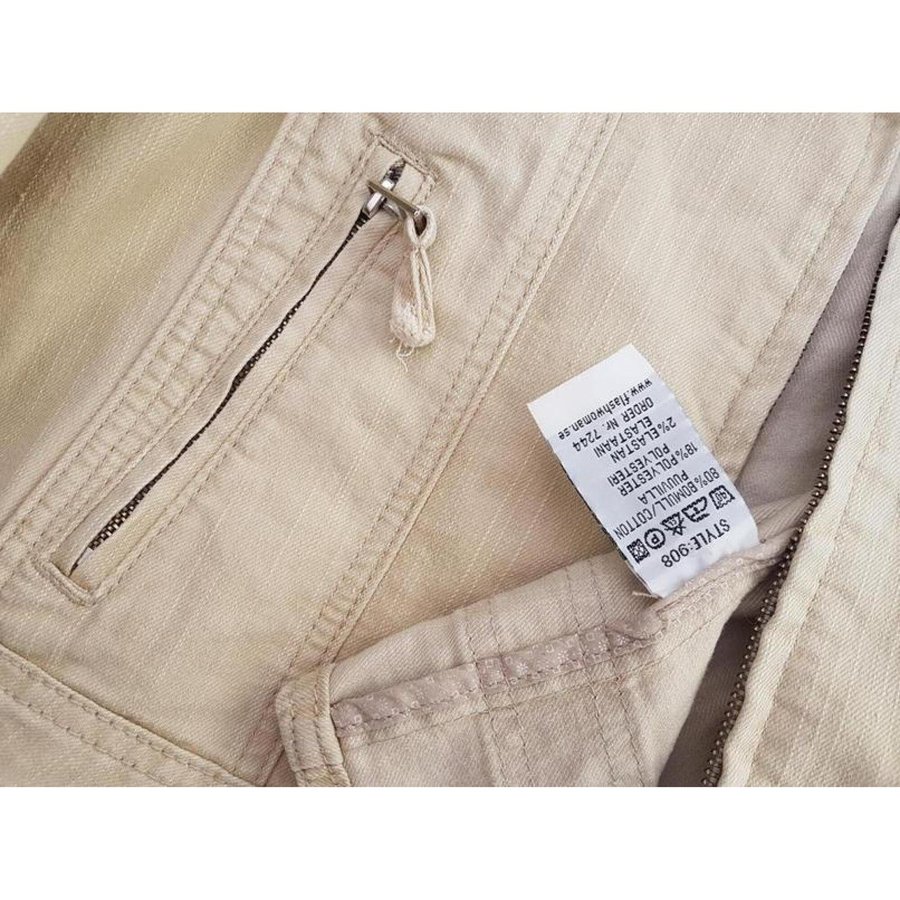 STYLE:908
80% BOMULL/COTTON
PUUVILLA
18% POLYESTER
POLYESTERI
2% ELASTAN
ELASTAANI
ORDER Nr. 7244
www.flashwoman.se